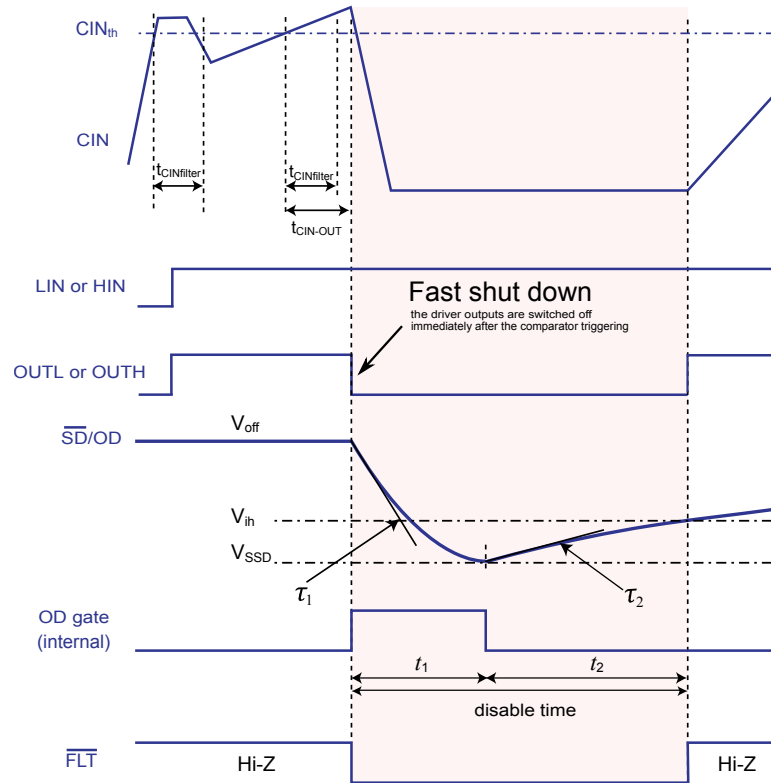 CINth
CIN
tCINfilter
tCINfilter
tCIN-OUT
LIN or HIN
Fast shut down
the driver outputs are switched off
immediately after the comparator triggering
OUTL or OUTH
SD/OD
Voff
Vih
VSSD
τ1
τ2
OD gate
(internal)
t1
t2
disable time
FLT
Hi-Z
Hi-Z